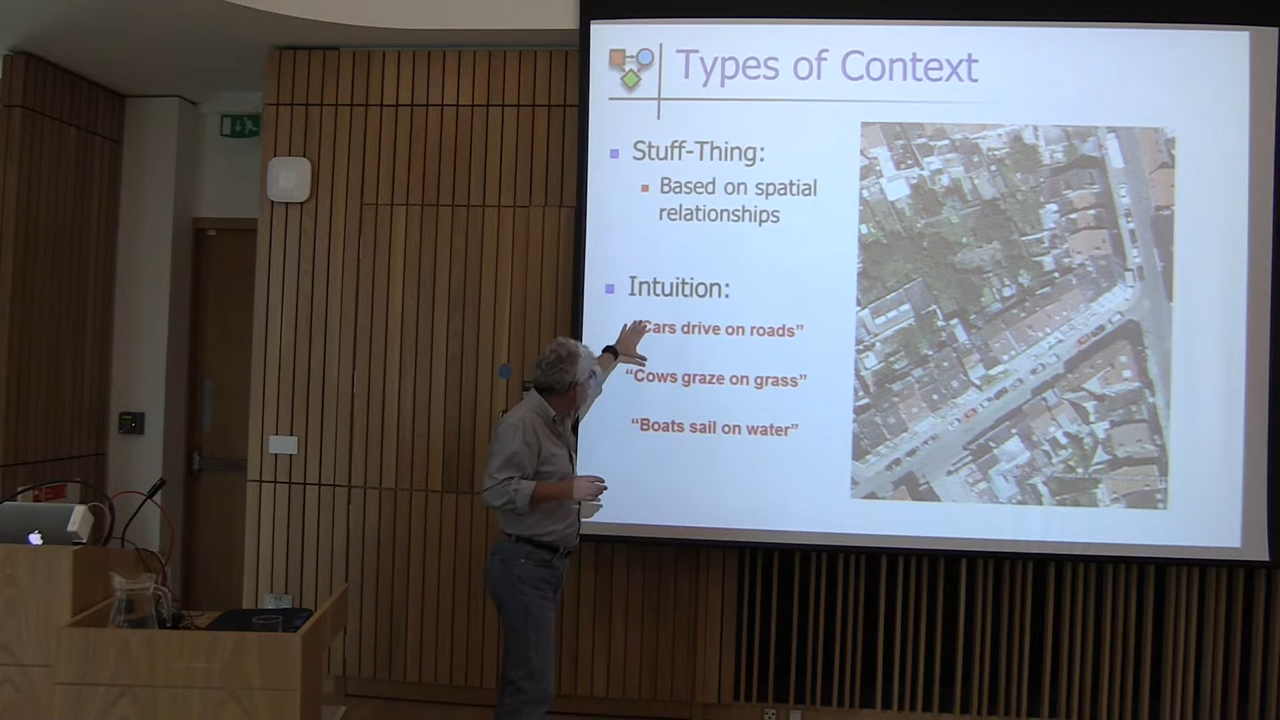 Types of Context
Stuff-Thing:
Based on spatial
relationships
Intuition:
“Cars drive on roads”
“Cows graze on grass”
“Boats sail on water”